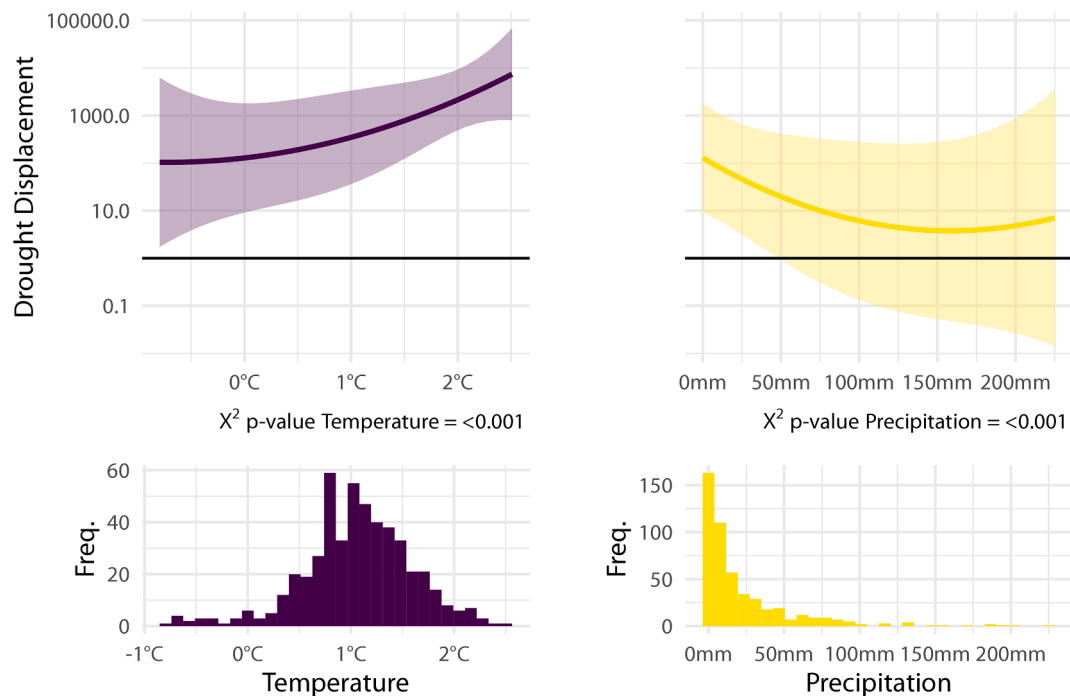 Drought Displacement
100000.0
1000.0
10.0
0.1
0°C 1°C 2°C
X² p-value Temperature = <0.001
0mm 50mm 100mm 150mm 200mm
X² p-value Precipitation = <0.001
Freq.
60
40
20
0
-1°C 0°C 1°C 2°C
Temperature
Freq.
150
100
50
0
0mm 50mm 100mm 150mm 200mm
Precipitation